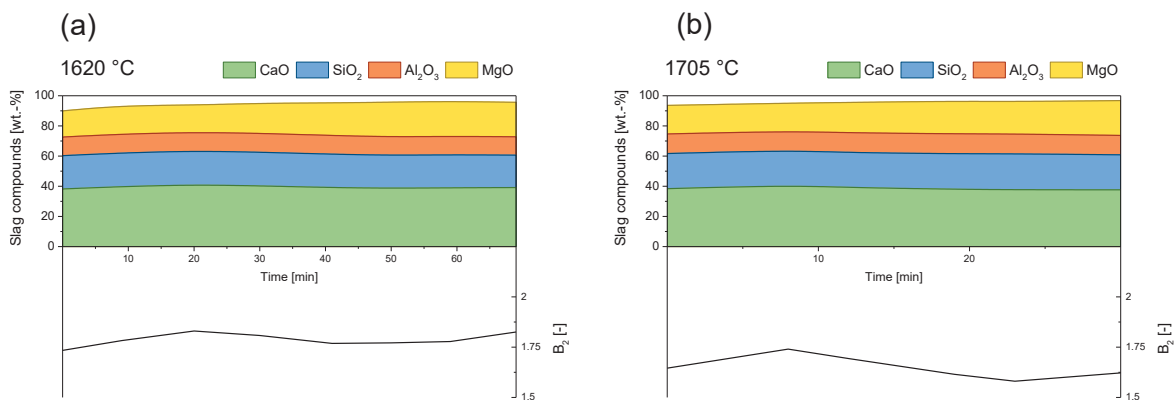 (a)
1620 °C
CaO SiO₂ Al₂O₃ MgO
Slag compounds [wt.-%]
100
80
60
40
20
0
10 20 30 40 50 60
Time [min]
2
1.75
1.5
B₂ [-]
(b)
1705 °C
CaO SiO₂ Al₂O₃ MgO
Slag compounds [wt.-%]
100
80
60
40
20
0
10 20
Time [min]
2
1.75
1.5
B₂ [-]